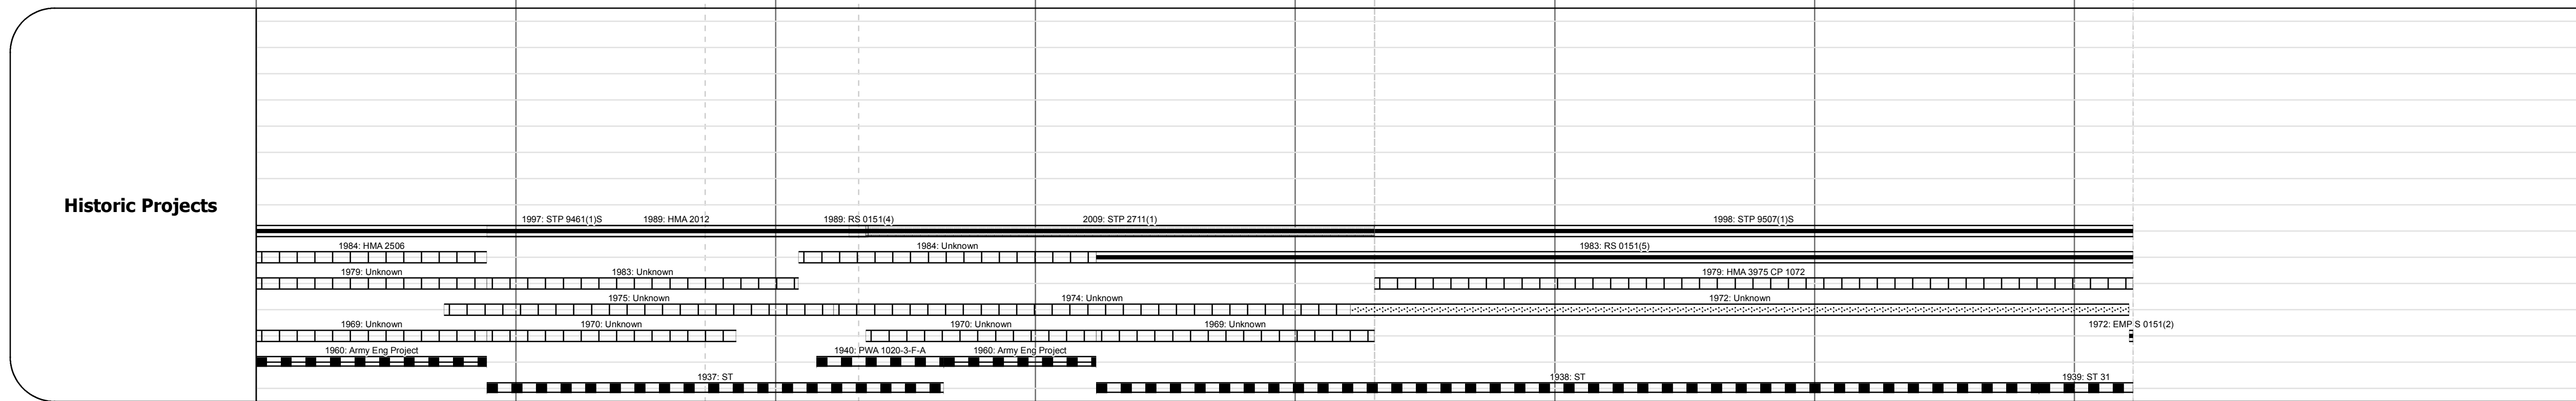 1997: STP 9461(1)S 1989: HMA 2012 1989: RS 0151(4) 2009: STP 2711(1) 1998: STP 9507(1)S
Historic Projects
1984: HMA 2506 1984: Unknown 1983: RS 0151(5)
1979: Unknown 1983: Unknown 1979: HMA 3975 CP 1072
1975: Unknown 1974: Unknown 1972: Unknown
1969: Unknown 1970: Unknown 1970: Unknown 1969: Unknown 1972: EMP S 0151(2)
1960: Army Eng Project 1940: PWA 1020-3-F-A 1960: Army Eng Project
1937: ST 1938: ST 1939: ST 31